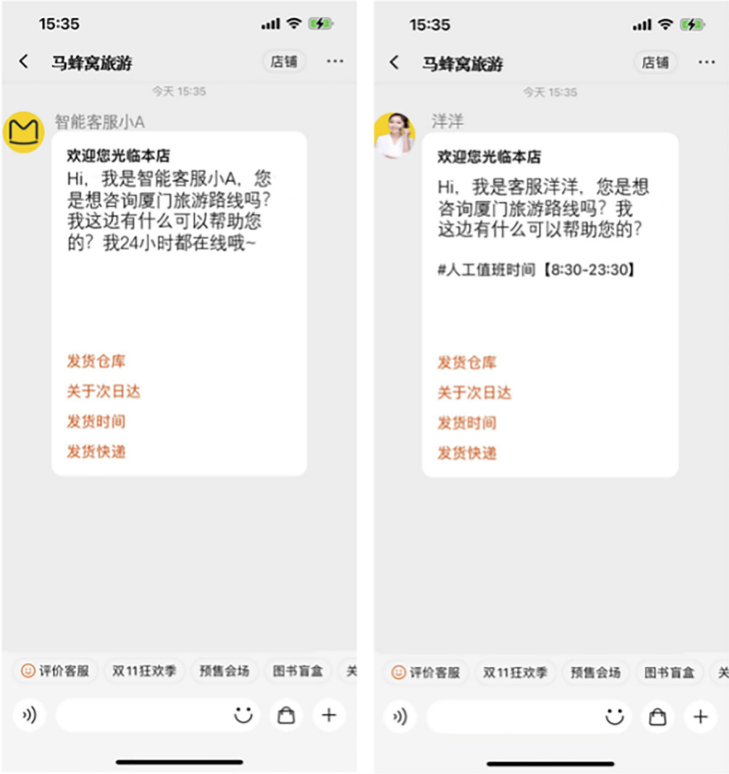 15:35
马蜂窝旅游
店铺
今天 15:35
智能客服小A
欢迎您光临本店
Hi，我是智能客服小A，您
是想咨询厦门旅游路线吗？
我这边有什么可以帮助您
的？我24小时都在线哦~
发货仓库
关于次日达
发货时间
发货快递
评价客服
双11狂欢季
预售会场
图书盲盒
关
15:35
马蜂窝旅游
店铺
今天 15:35
洋洋
欢迎您光临本店
Hi，我是客服洋洋，您是想
咨询厦门旅游路线吗？我
这边有什么可以帮助您的？
#人工值班时间【8:30-23:30】
发货仓库
关于次日达
发货时间
发货快递
评价客服
双11狂欢季
预售会场
图书盲盒
关